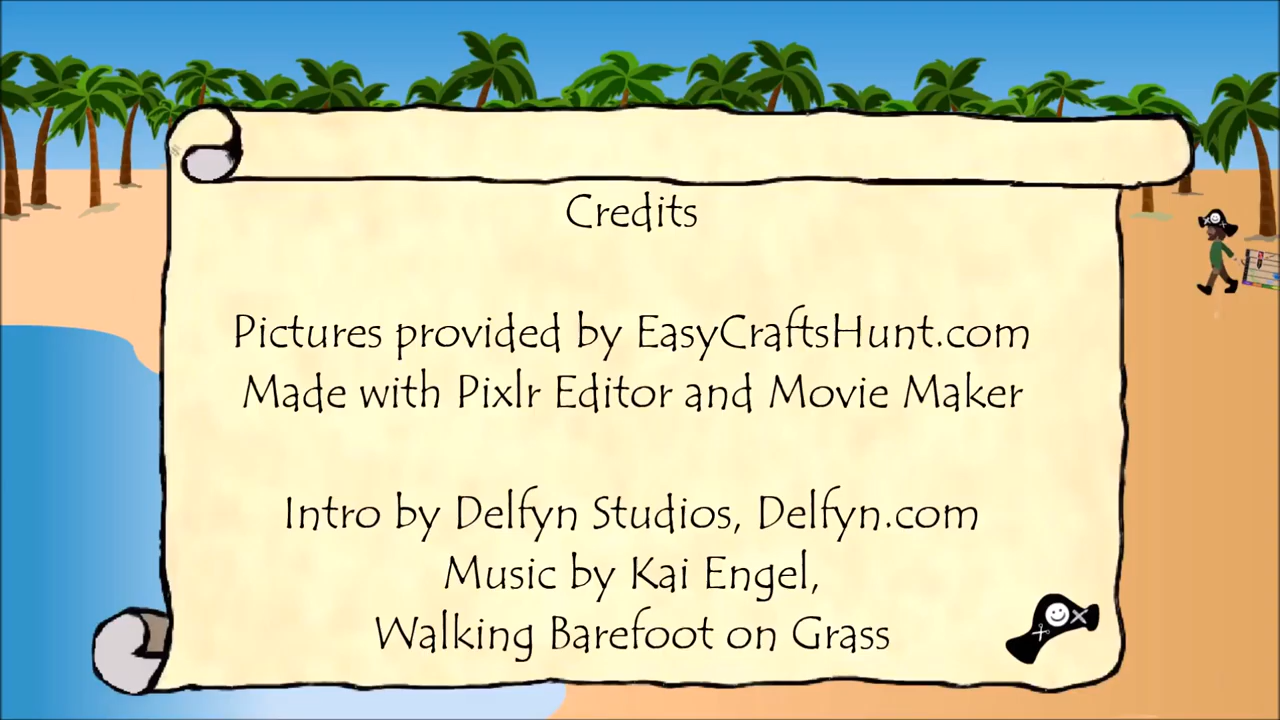 Credits
Pictures provided by EasyCraftsHunt.com
Made with Pixlr Editor and Movie Maker
Intro by Delfyn Studios, Delfyn.com
Music by Kai Engel,
Walking Barefoot on Grass